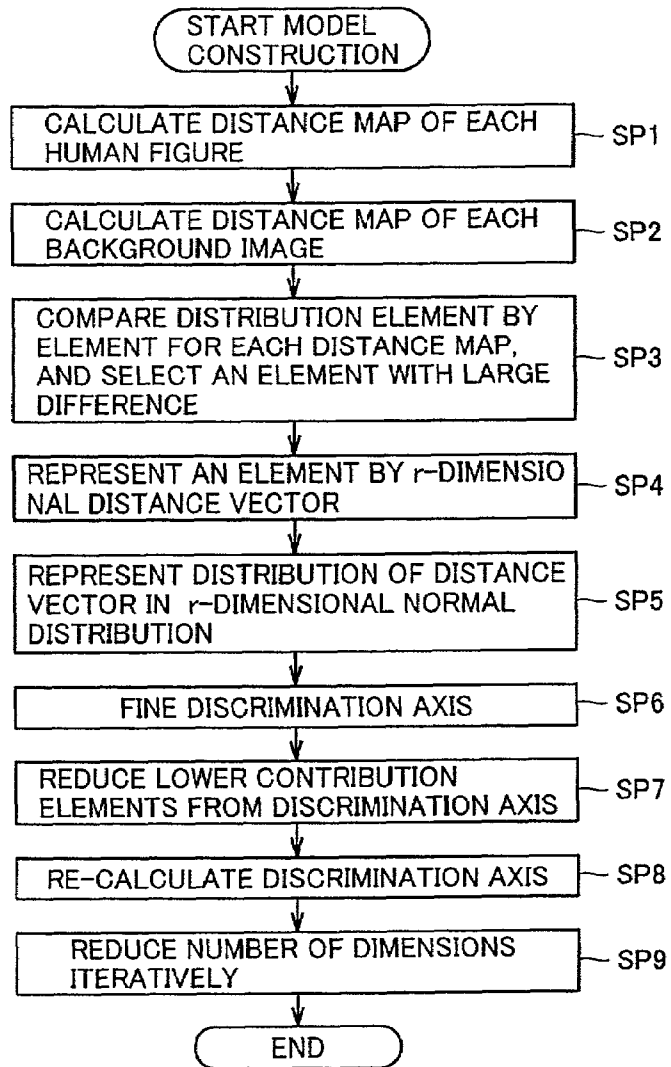 START MODEL
CONSTRUCTION
CALCULATE DISTANCE MAP OF EACH
HUMAN FIGURE
SP1
CALCULATE DISTANCE MAP OF EACH
BACKGROUND IMAGE
SP2
COMPARE DISTRIBUTION ELEMENT BY
ELEMENT FOR EACH DISTANCE MAP,
AND SELECT AN ELEMENT WITH LARGE
DIFFERENCE
SP3
REPRESENT AN ELEMENT BY r-DIMENSIO
NAL DISTANCE VECTOR
SP4
REPRESENT DISTRIBUTION OF DISTANCE
VECTOR IN r-DIMENSIONAL NORMAL
DISTRIBUTION
SP5
FINE DISCRIMINATION AXIS
SP6
REDUCE LOWER CONTRIBUTION
ELEMENTS FROM DISCRIMINATION AXIS
SP7
RE-CALCULATE DISCRIMINATION AXIS
SP8
REDUCE NUMBER OF DIMENSIONS
ITERATIVELY
SP9
END